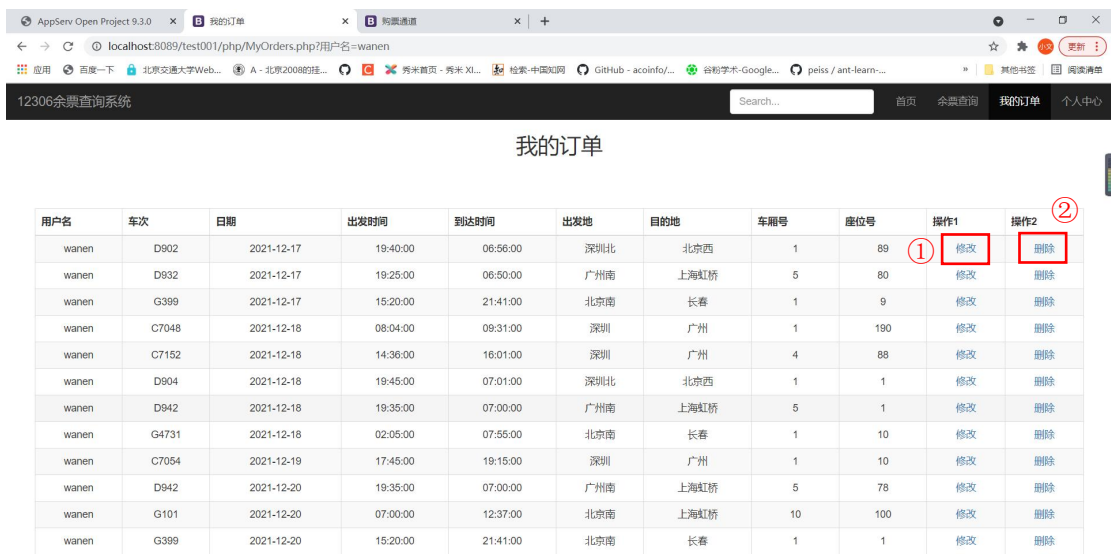 AppServ Open Project 9.3.0 我的订单 购票通道
localhost:8089/test001/php/MyOrders.php?用户名=wanen 小文 更新
应用 百度一下 北京交通大学Web... A - 北京2008的挂... 秀米首页 - 秀米 XI... 检索-中国知网 GitHub - acoinfo/... 谷粉学术-Google... peiss / ant-learn-... » 其他书签 阅读清单
12306余票查询系统 Search... 首页 余票查询 我的订单 个人中心
我的订单
②
用户名 车次 日期 出发时间 到达时间 出发地 目的地 车厢号 座位号 操作1 操作2
wanen D902 2021-12-17 19:40:00 06:56:00 深圳北 北京西 1 89 ① 修改 删除
wanen D932 2021-12-17 19:25:00 06:50:00 广州南 上海虹桥 5 80 修改 删除
wanen G399 2021-12-17 15:20:00 21:41:00 北京南 长春 1 9 修改 删除
wanen C7048 2021-12-18 08:04:00 09:31:00 深圳 广州 1 190 修改 删除
wanen C7152 2021-12-18 14:36:00 16:01:00 深圳 广州 4 88 修改 删除
wanen D904 2021-12-18 19:45:00 07:01:00 深圳北 北京西 1 1 修改 删除
wanen D942 2021-12-18 19:35:00 07:00:00 广州南 上海虹桥 5 1 修改 删除
wanen G4731 2021-12-18 02:05:00 07:55:00 北京南 长春 1 10 修改 删除
wanen C7054 2021-12-19 17:45:00 19:15:00 深圳 广州 1 10 修改 删除
wanen D942 2021-12-20 19:35:00 07:00:00 广州南 上海虹桥 5 78 修改 删除
wanen G101 2021-12-20 07:00:00 12:37:00 北京南 上海虹桥 10 100 修改 删除
wanen G399 2021-12-20 15:20:00 21:41:00 北京南 长春 1 1 修改 删除